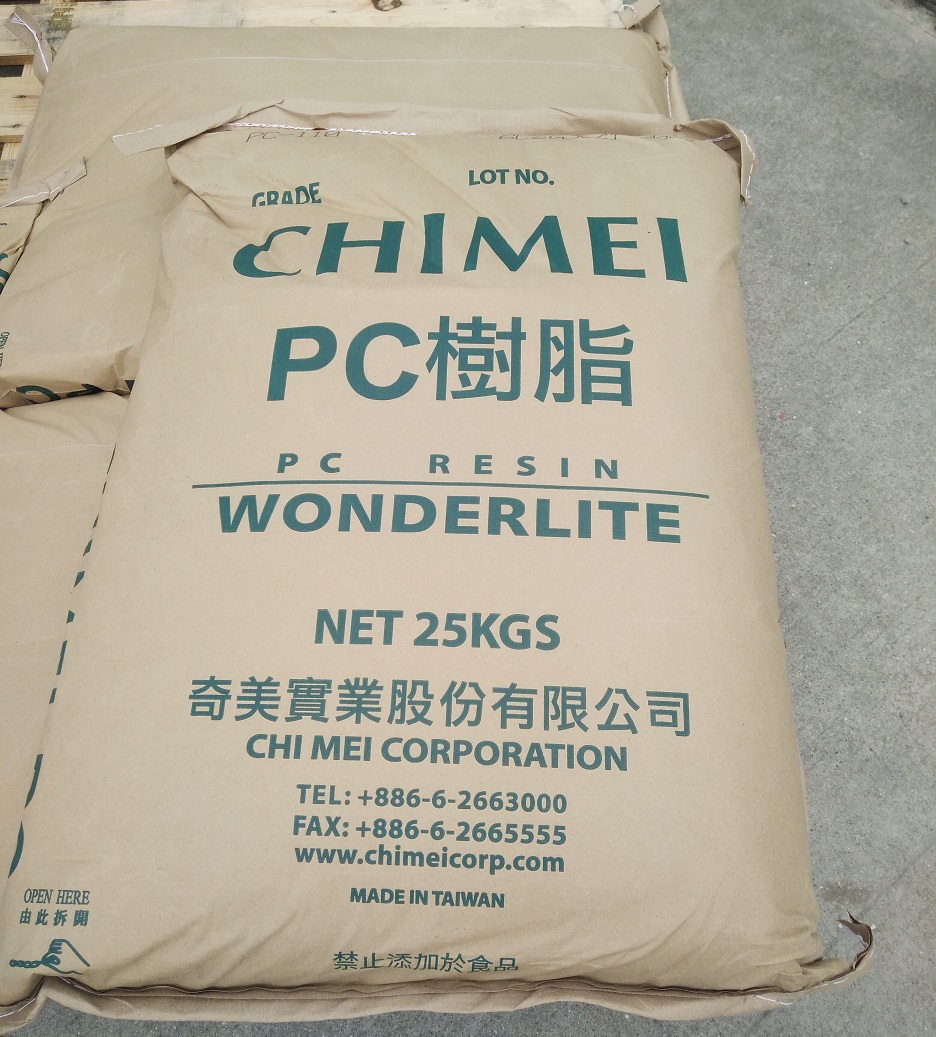 PC-110
LOT NO.
GRADE
CHIMEI
PC樹脂
PC RESIN
WONDERLITE
NET 25KGS
奇美實業股份有限公司
CHI MEI CORPORATION
TEL: +886-6-2663000
FAX: +886-6-2665555
www.chimeicorp.com
MADE IN TAIWAN
OPEN HERE
由此拆開
禁止添加於食品